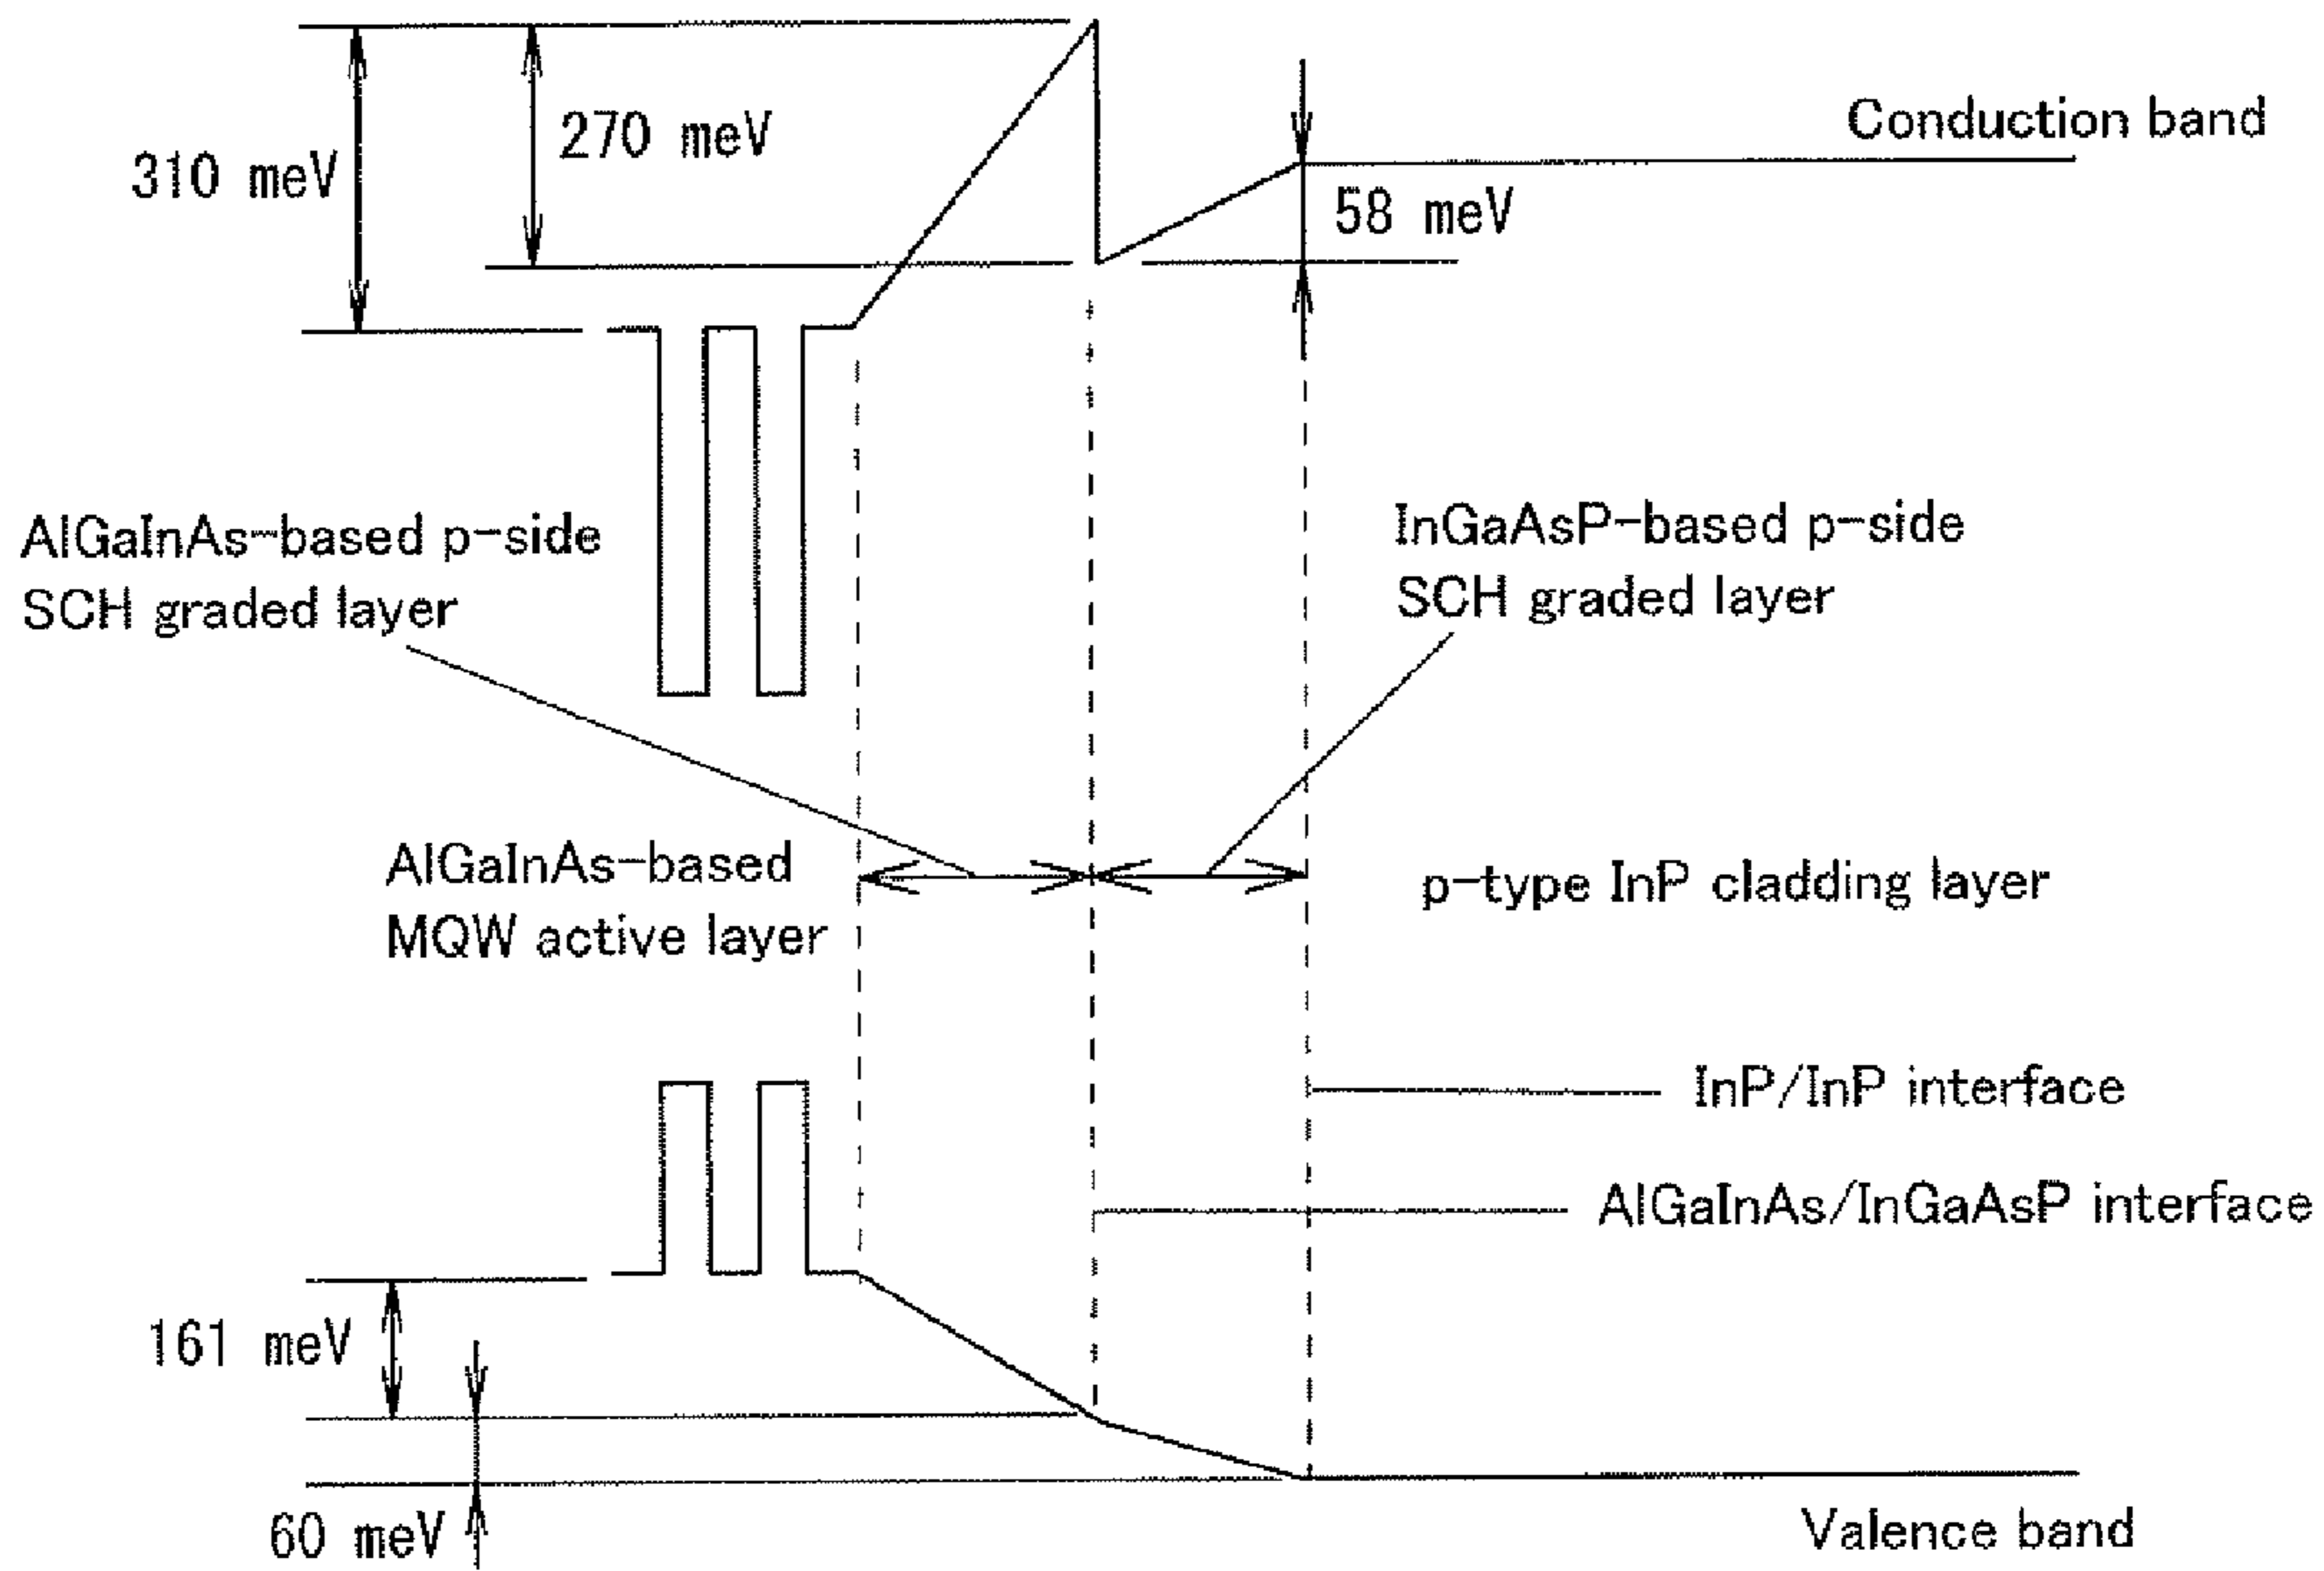 Conduction band
270 meV
310 meV
58 meV
AlGaInAs-based p-side
SCH graded layer
InGaAsP-based p-side
SCH graded layer
AlGaInAs-based
MQW active layer
p-type InP cladding layer
InP/InP interface
AlGaInAs/InGaAsP interface
161 meV
60 meV
Valence band